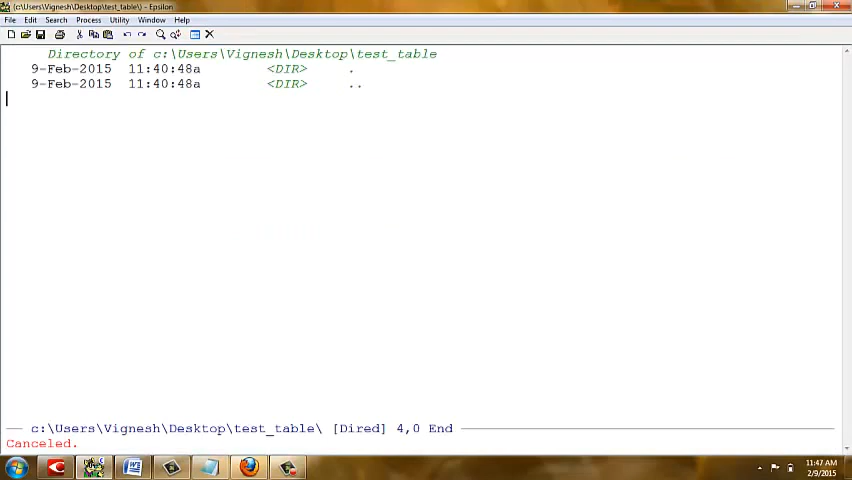 (c:\Users\Vignesh\Desktop\test_table\) - Epsilon
File Edit Search Process Utility Window Help
Directory of c:\Users\Vignesh\Desktop\test_table
9-Feb-2015 11:40:48a <DIR> .
9-Feb-2015 11:40:48a <DIR> ..
c:\Users\Vignesh\Desktop\test_table\ [Dired] 4,0 End
Canceled.
11:47 AM
2/9/2015